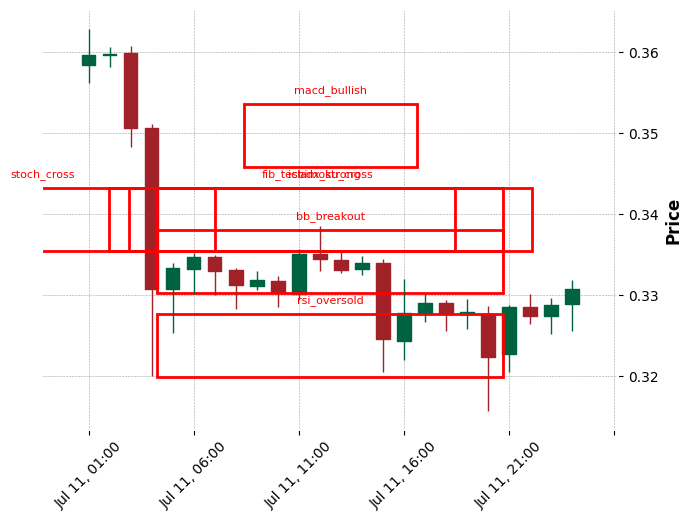 0.36
macd_bullish
0.35
stoch_cross
0.34
Price
bb_breakout
0.33
rsi_oversold
0.32
Jul 11, 01:00
Jul 11, 06:00
Jul 11, 11:00
Jul 11, 16:00
Jul 11, 21:00